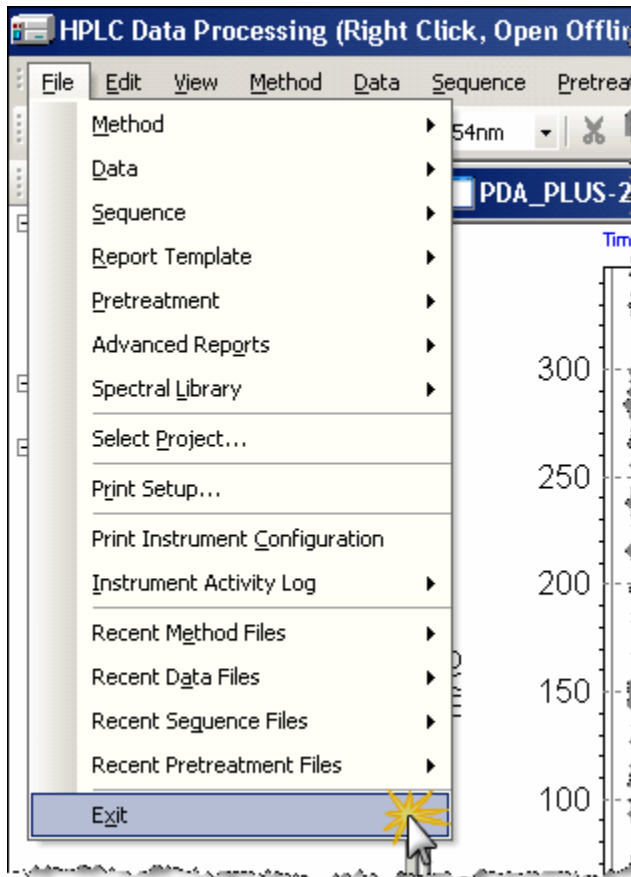 HPLC Data Processing (Right Click, Open Offlin
File Edit View Method Data Sequence Pretrea
Method
54nm
Data
PDA_PLUS-2
Sequence
Tim
Report Template
Pretreatment
Advanced Reports
300
Spectral Library
Select Project...
250
Print Setup...
Print Instrument Configuration
Instrument Activity Log
200
Recent Method Files
Recent Data Files
150
Recent Sequence Files
Recent Pretreatment Files
100
Exit